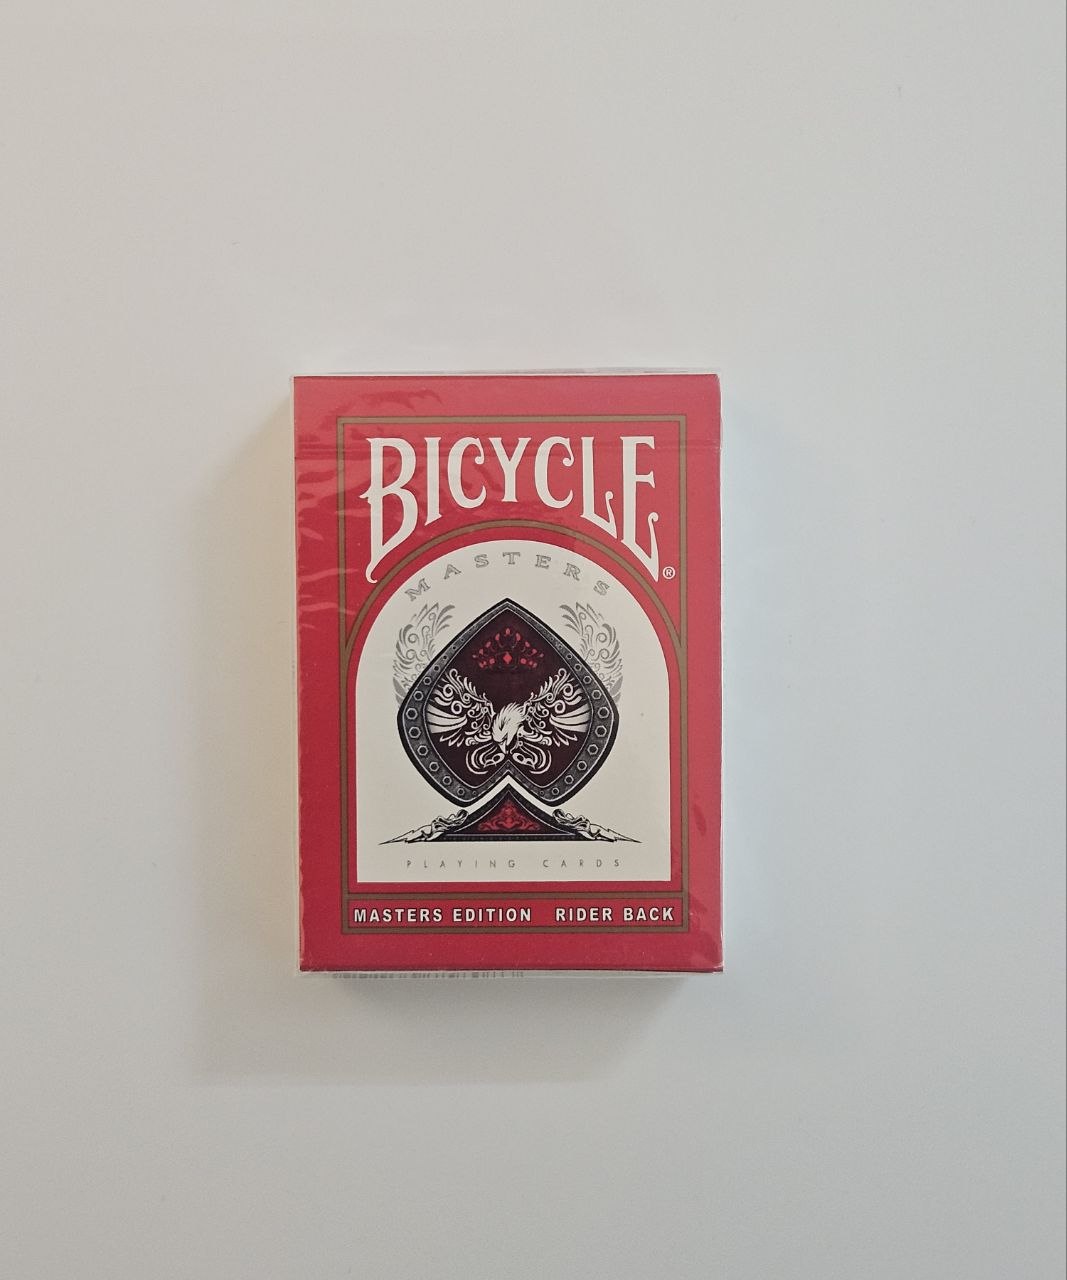 BICYCLE®
MASTERS
PLAYING CARDS
MASTERS EDITION RIDER BACK